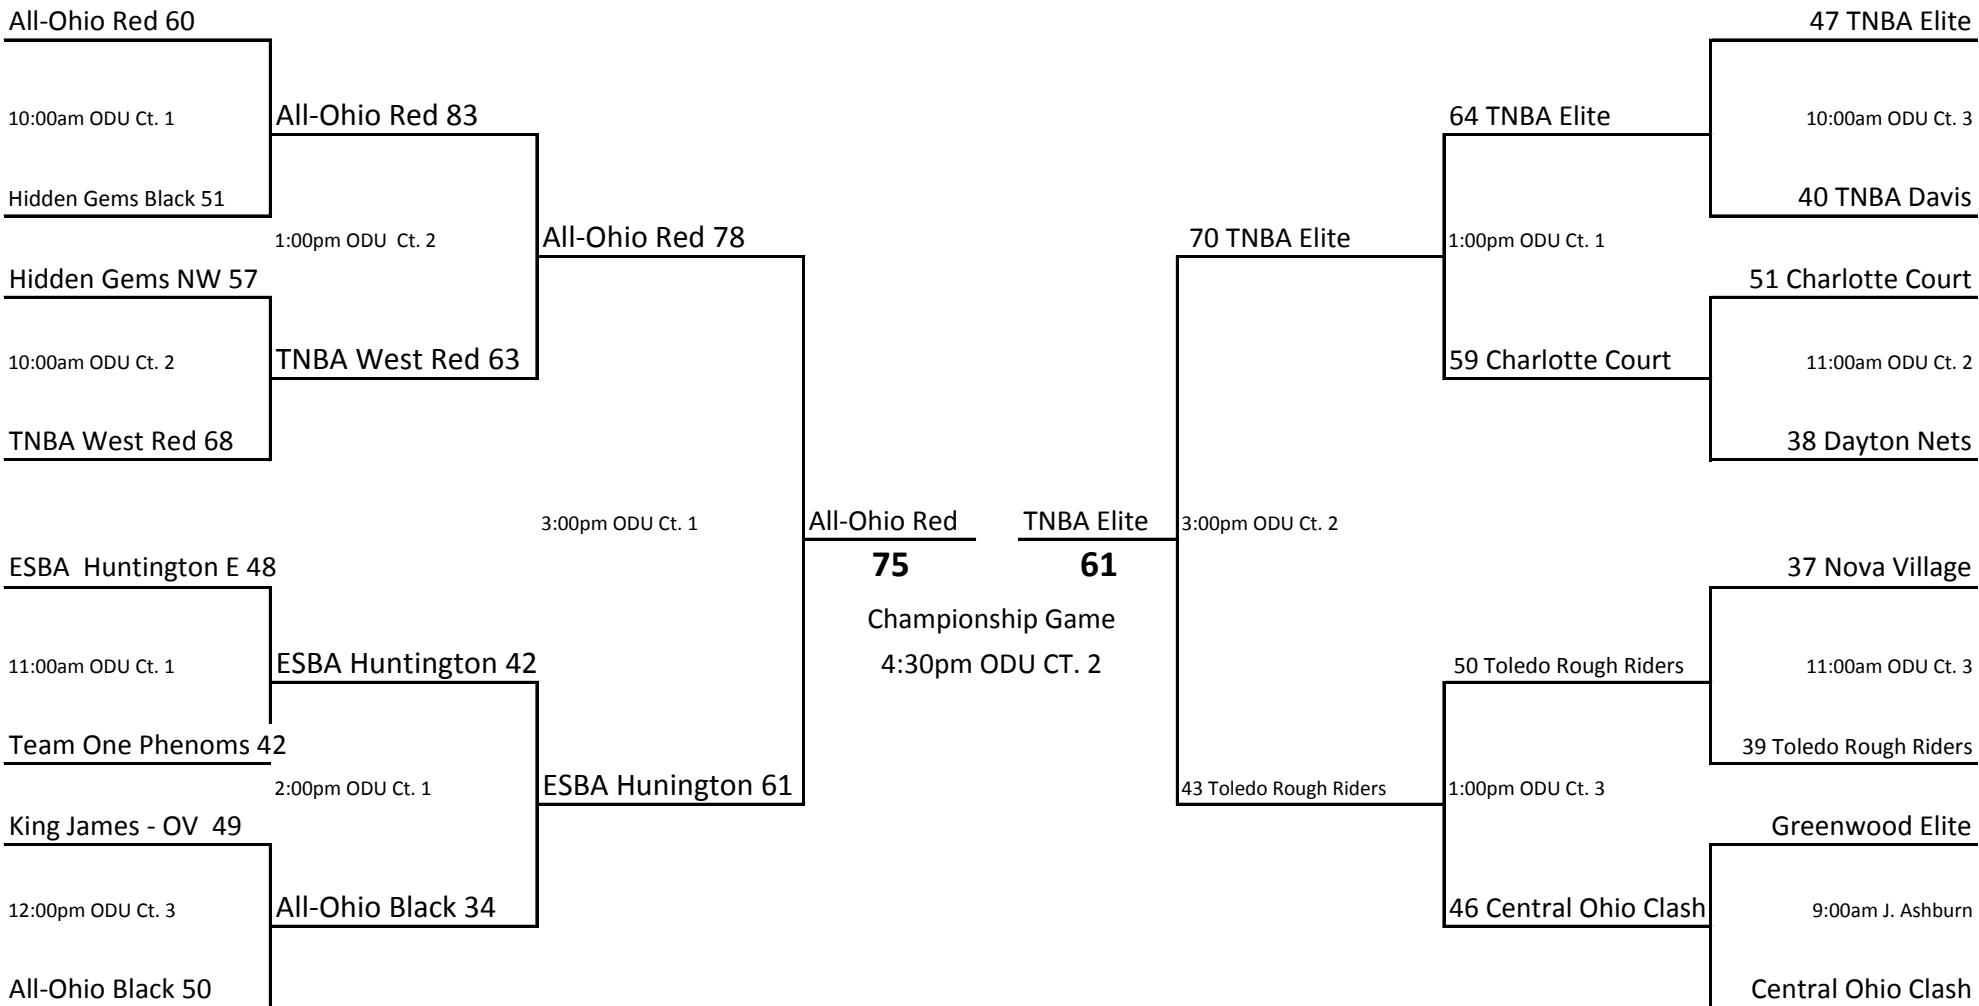 All-Ohio Red 60
47 TNBA Elite
10:00am ODU Ct. 1
All-Ohio Red 83
64 TNBA Elite
10:00am ODU Ct. 3
Hidden Gems Black 51
40 TNBA Davis
1:00pm ODU  Ct. 2
All-Ohio Red 78
70 TNBA Elite
1:00pm ODU Ct. 1
Hidden Gems NW 57
51 Charlotte Court
10:00am ODU Ct. 2
TNBA West Red 63
59 Charlotte Court
11:00am ODU Ct. 2
TNBA West Red 68
38 Dayton Nets
3:00pm ODU Ct. 1
All-Ohio Red
TNBA Elite
3:00pm ODU Ct. 2
75
61
ESBA  Huntington E 48
37 Nova Village
Championship Game
11:00am ODU Ct. 1
ESBA Huntington 42
4:30pm ODU CT. 2
50 Toledo Rough Riders
11:00am ODU Ct. 3
Team One Phenoms 42
39 Toledo Rough Riders
2:00pm ODU Ct. 1
ESBA Hunington 61
43 Toledo Rough Riders
1:00pm ODU Ct. 3
King James - OV  49
Greenwood Elite
12:00pm ODU Ct. 3
All-Ohio Black 34
46 Central Ohio Clash
9:00am J. Ashburn
All-Ohio Black 50
Central Ohio Clash